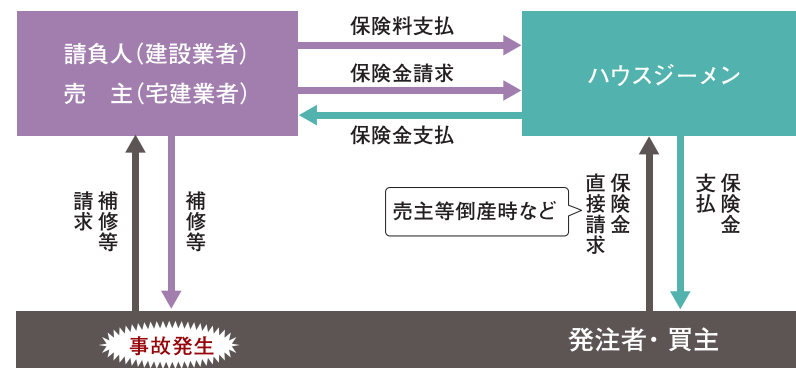 請負人（建設業者）
売　主（宅建業者）
保険料支払
保険金請求
保険金支払
ハウスジーメン
補修等
請求
補修等
売主等倒産時など
保険金
直接請求
保険金
支払
事故発生
発注者・買主